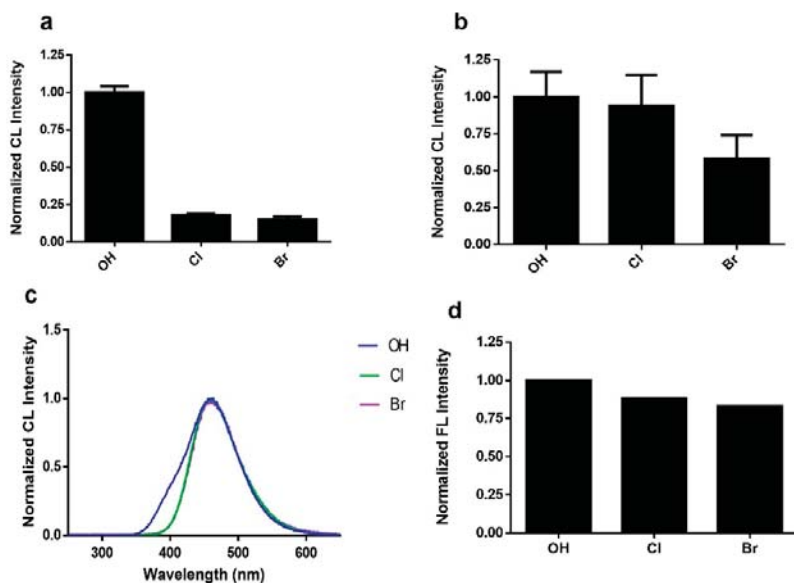 a
Normalized CL Intensity
1.25
1.00
0.75
0.50
0.25
0.00
OH
Cl
Br
b
Normalized CL Intensity
1.25
1.00
0.75
0.50
0.25
0.00
OH
Cl
Br
c
Normalized CL Intensity
1.5
1.0
0.5
0.0
300
400
500
600
Wavelength (nm)
OH
Cl
Br
d
Normalized FL Intensity
1.25
1.00
0.75
0.50
0.25
0.00
OH
Cl
Br